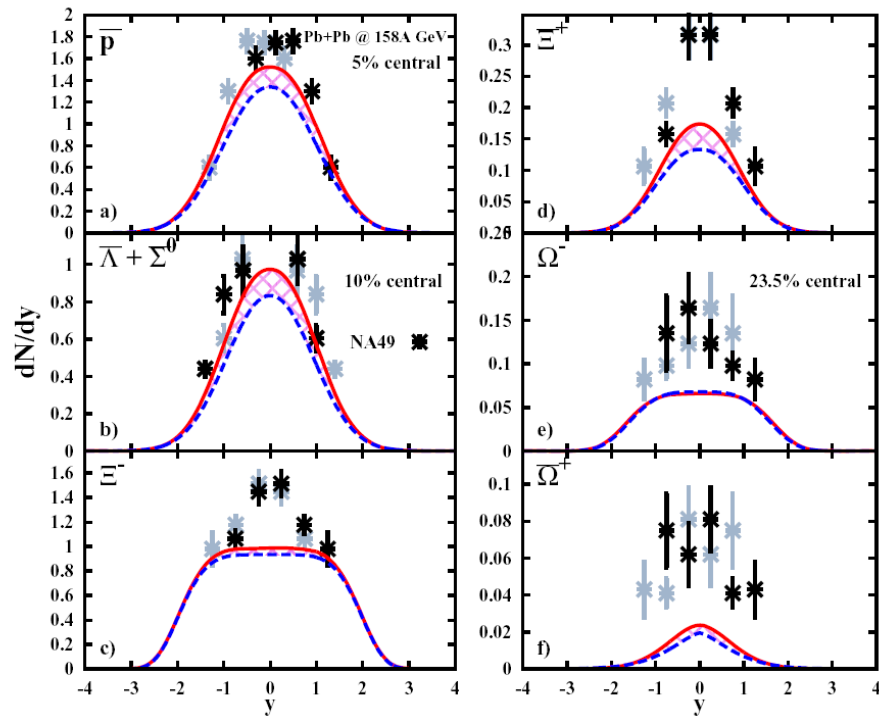 p̅
Pb+Pb @ 158A GeV
5% central
2
1.8
1.6
1.4
1.2
1
0.8
0.6
0.4
0.2
0
a)
Λ̅ + Σ⁰
10% central
NA49
1
0.8
0.6
0.4
0.2
0
b)
dN/dy
Ξ⁻
1.6
1.4
1.2
1
0.8
0.6
0.4
0.2
0
c)
-4 -3 -2 -1 0 1 2 3 4
y
Ξ̅⁺
0.3
0.25
0.2
0.15
0.1
0.05
d)
Ω⁻
23.5% central
0.2
0.15
0.1
0.05
0
e)
Ω̅⁺
0.1
0.08
0.06
0.04
0.02
0
f)
-4 -3 -2 -1 0 1 2 3 4
y